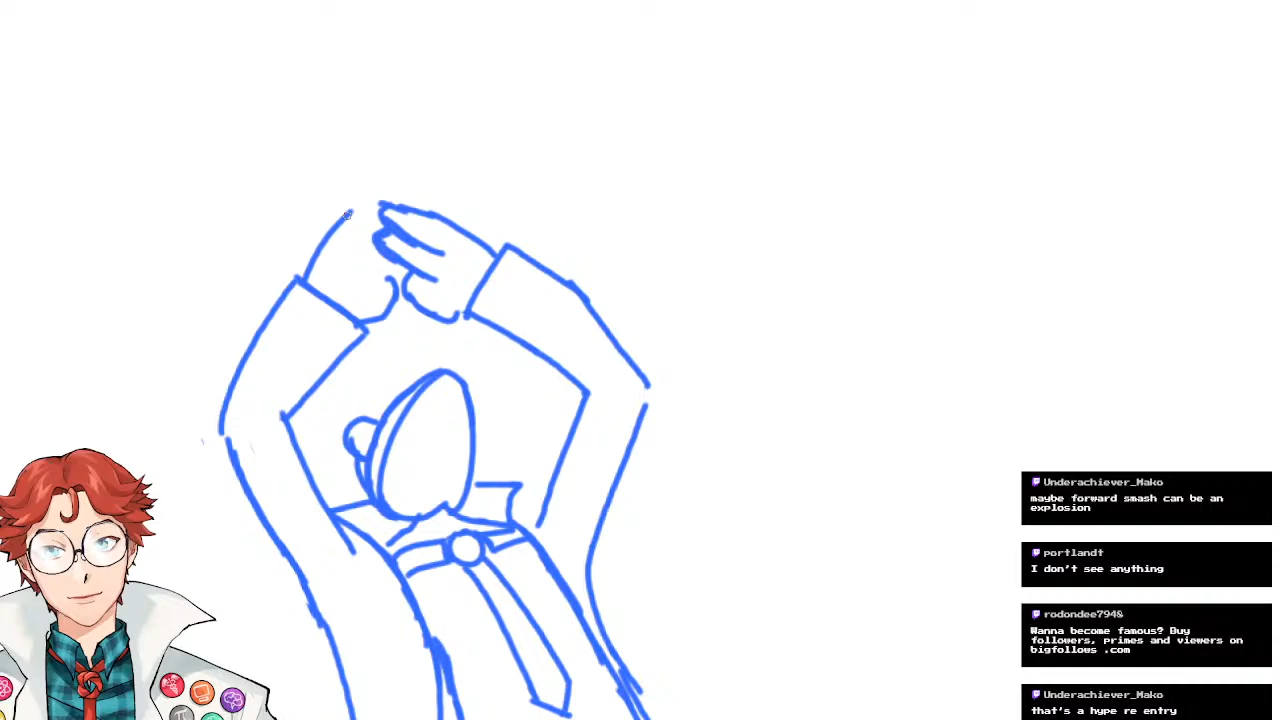 Underachiever_Mako
maybe forward smash can be an
explosion
portlandt
I don't see anything
rodondee7948
Wanna become famous? Buy
followers, primes and viewers on
bigfollows .com
Underachiever_Mako
that's a hype re entry